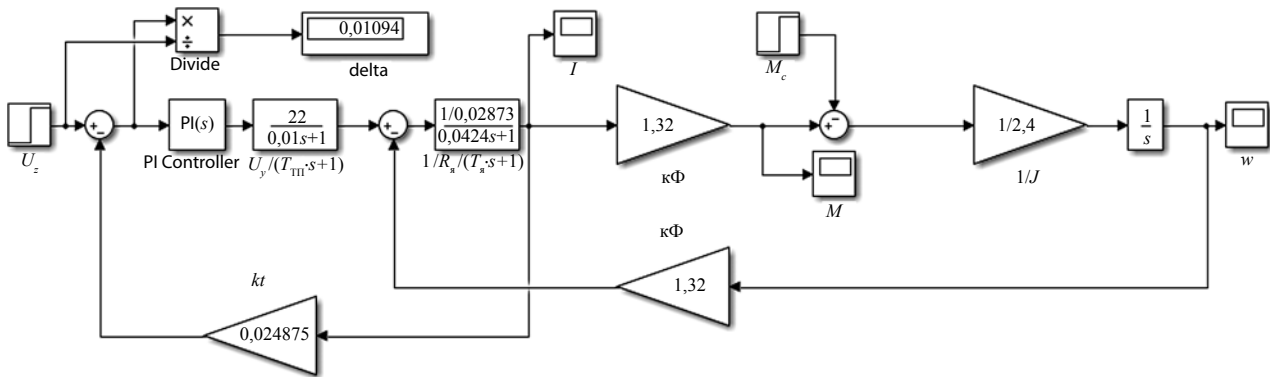 0,01094
Divide
delta
I
M_c
U_z
PI(s)
PI Controller
22
0,01s+1
U_y/(T_ТП·s+1)
1/0,02873
0,0424s+1
1/R_я/(T_я·s+1)
1,32
кФ
M
1/2,4
1/J
1
s
w
кФ
1,32
kt
0,024875